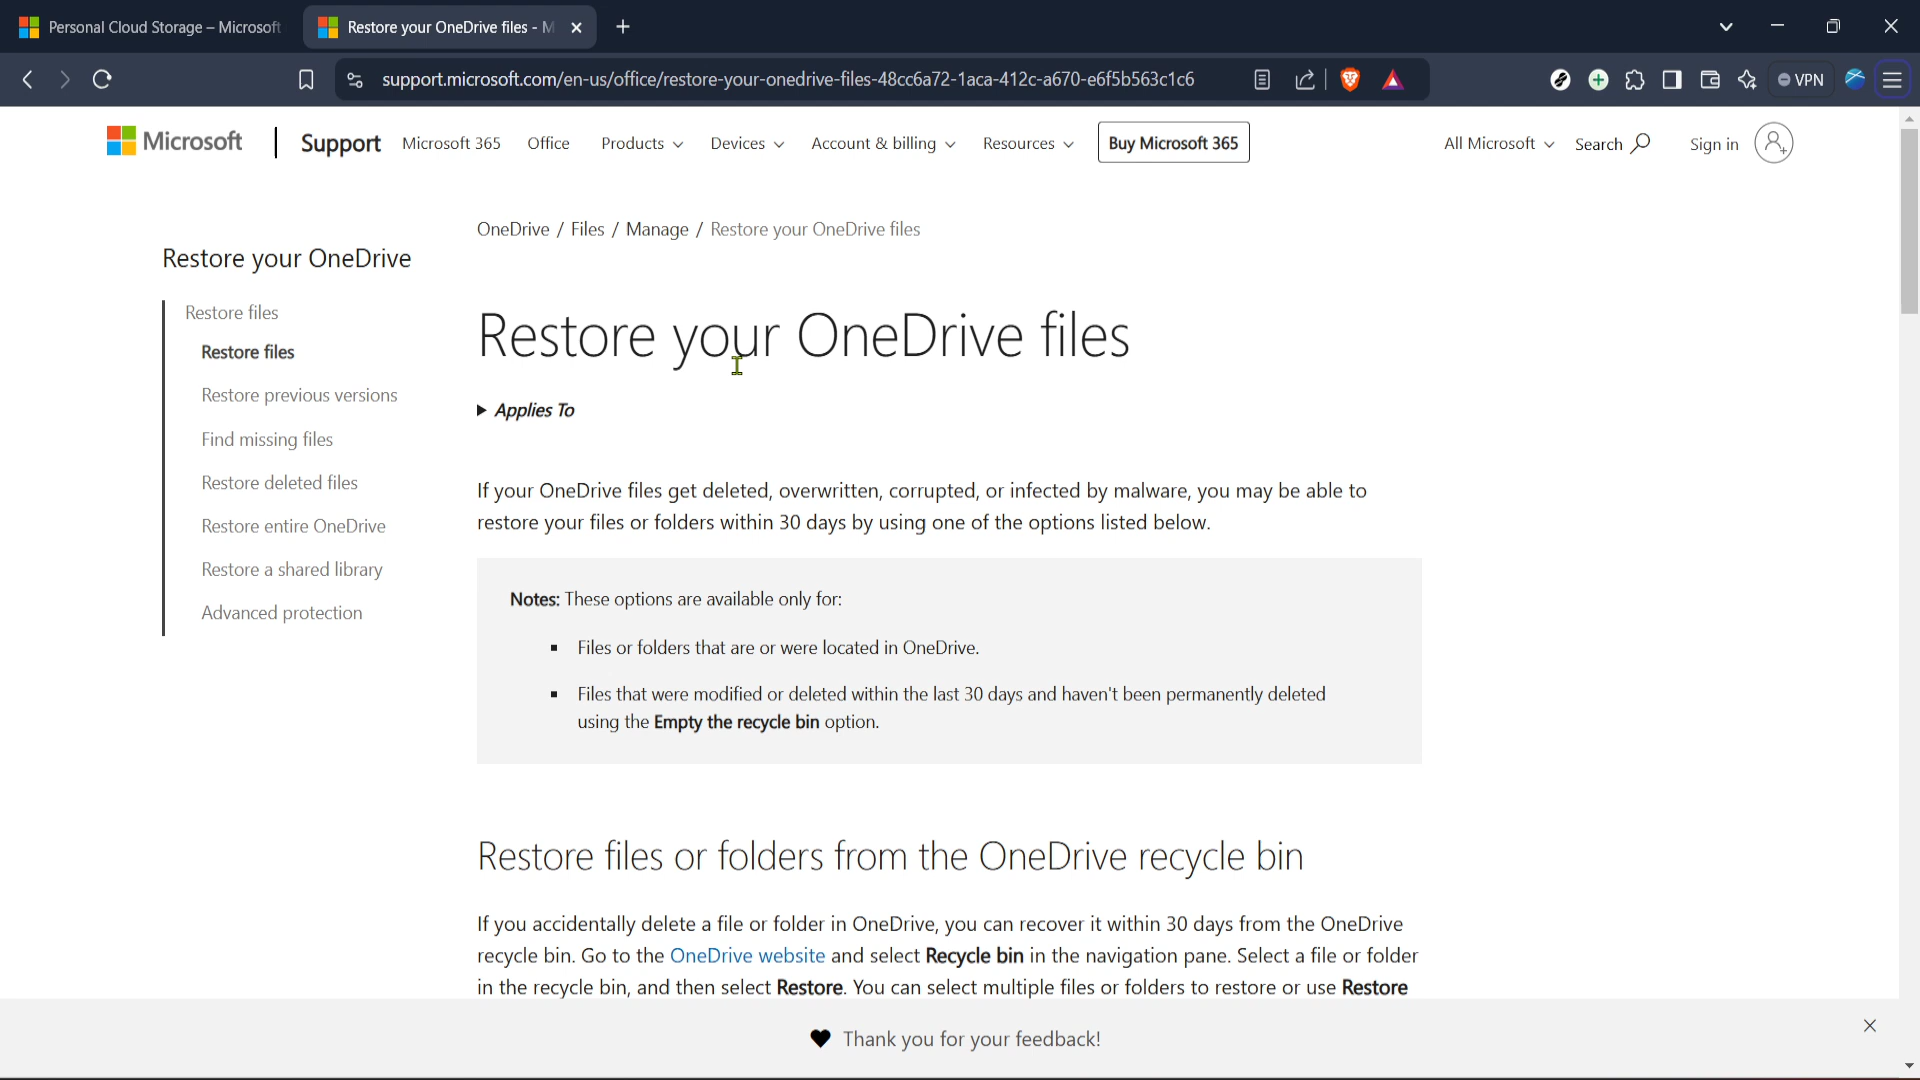 Personal Cloud Storage – Microsoft
Restore your OneDrive files - M
support.microsoft.com/en-us/office/restore-your-onedrive-files-48cc6a72-1aca-412c-a670-e6f5b563c1c6
VPN
Microsoft
Support
Microsoft 365
Office
Products
Devices
Account & billing
Resources
Buy Microsoft 365
All Microsoft
Search
Sign in
OneDrive / Files / Manage / Restore your OneDrive files
Restore your OneDrive
Restore files
Restore files
Restore previous versions
Find missing files
Restore deleted files
Restore entire OneDrive
Restore a shared library
Advanced protection
Restore your OneDrive files
Applies To
If your OneDrive files get deleted, overwritten, corrupted, or infected by malware, you may be able to
restore your files or folders within 30 days by using one of the options listed below.
Notes: These options are available only for:
Files or folders that are or were located in OneDrive.
Files that were modified or deleted within the last 30 days and haven't been permanently deleted
using the Empty the recycle bin option.
Restore files or folders from the OneDrive recycle bin
If you accidentally delete a file or folder in OneDrive, you can recover it within 30 days from the OneDrive
recycle bin. Go to the OneDrive website and select Recycle bin in the navigation pane. Select a file or folder
in the recycle bin, and then select Restore. You can select multiple files or folders to restore or use Restore
Thank you for your feedback!